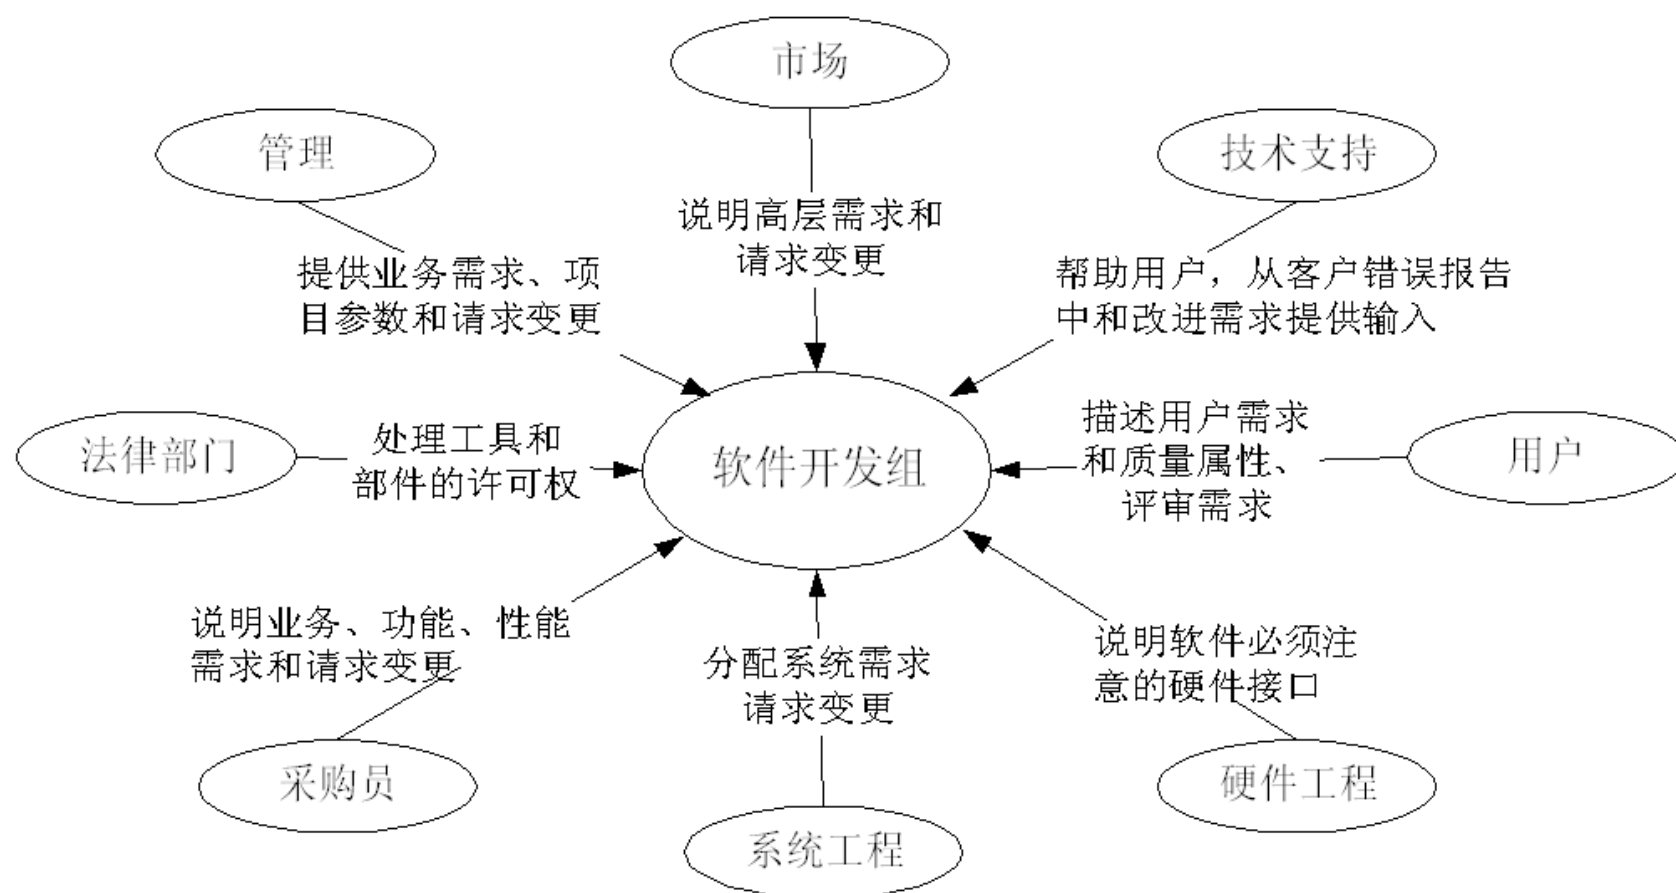 市场
管理
技术支持
说明高层需求和
请求变更
提供业务需求、项
目参数和请求变更
帮助用户，从客户错误报告
中和改进需求提供输入
法律部门
处理工具和
部件的许可权
软件开发组
描述用户需求
和质量属性、
评审需求
用户
说明业务、功能、性能
需求和请求变更
分配系统需求
请求变更
说明软件必须注
意的硬件接口
采购员
系统工程
硬件工程